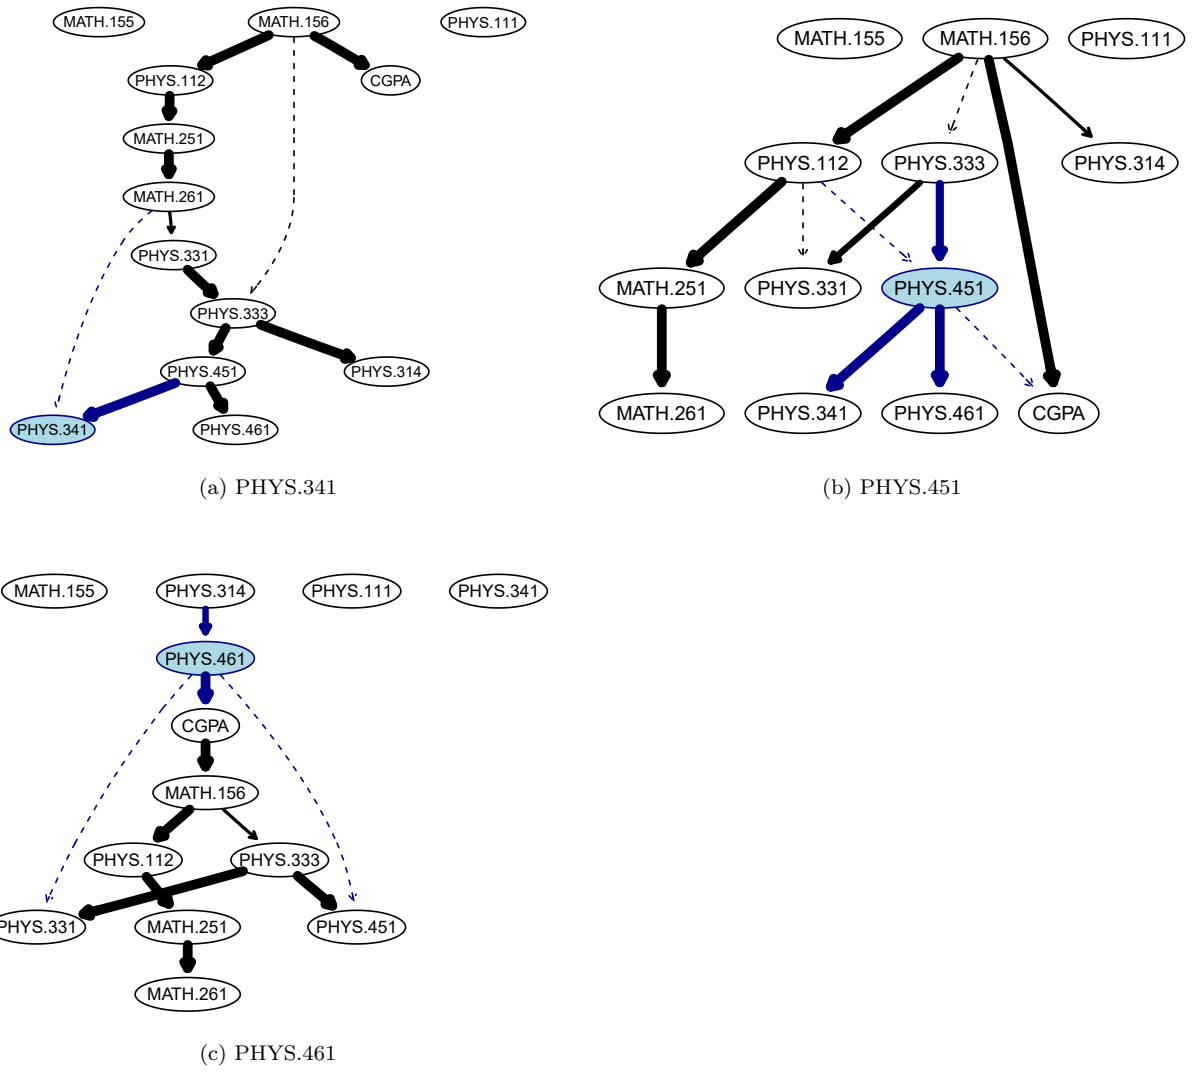 MATH.155 MATH.156 PHYS.111
PHYS.112 CGPA
MATH.251
MATH.261
PHYS.331
PHYS.333
PHYS.451 PHYS.314
PHYS.341 PHYS.461
(a) PHYS.341
MATH.155 MATH.156 PHYS.111
PHYS.112 PHYS.333 PHYS.314
MATH.251 PHYS.331 PHYS.451
MATH.261 PHYS.341 PHYS.461 CGPA
(b) PHYS.451
MATH.155 PHYS.314 PHYS.111 PHYS.341
PHYS.461
CGPA
MATH.156
PHYS.112 PHYS.333
PHYS.331 MATH.251 PHYS.451
MATH.261
(c) PHYS.461